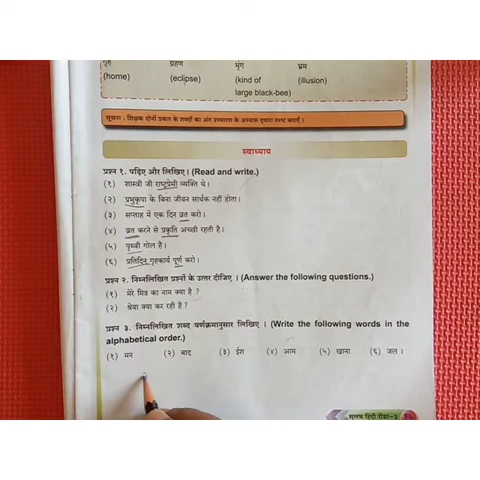 गृह ग्रहण भृंग भ्रम
(home) (eclipse) (kind of (illusion)
large black-bee)
सूचना : शिक्षक दोनों प्रकार के शब्दों का अंतर उच्चारण के अभ्यास द्वारा स्पष्ट कराएँ।
स्वाध्याय
प्रश्न १. पढ़िए और लिखिए। (Read and write.)
(१) शास्त्री जी राष्ट्रप्रेमी व्यक्ति थे।
(२) प्रभुकृपा के बिना जीवन सार्थक नहीं होता।
(३) सप्ताह में एक दिन व्रत करो।
(४) व्रत करने से प्रकृति अच्छी रहती है।
(५) पृथ्वी गोल है।
(६) प्रतिदिन गृहकार्य पूर्ण करो।
प्रश्न २. निम्नलिखित प्रश्नों के उत्तर दीजिए । (Answer the following questions.)
(१) मेरे मित्र का नाम क्या है ?
(२) श्रेया क्या कर रही है ?
प्रश्न ३. निम्नलिखित शब्द वर्णक्रमानुसार लिखिए । (Write the following words in the
alphabetical order.)
(१) मन (२) बाद (३) ईश (४) आम (५) खाना (६) जल ।
सुलभ हिंदी रीडर-३